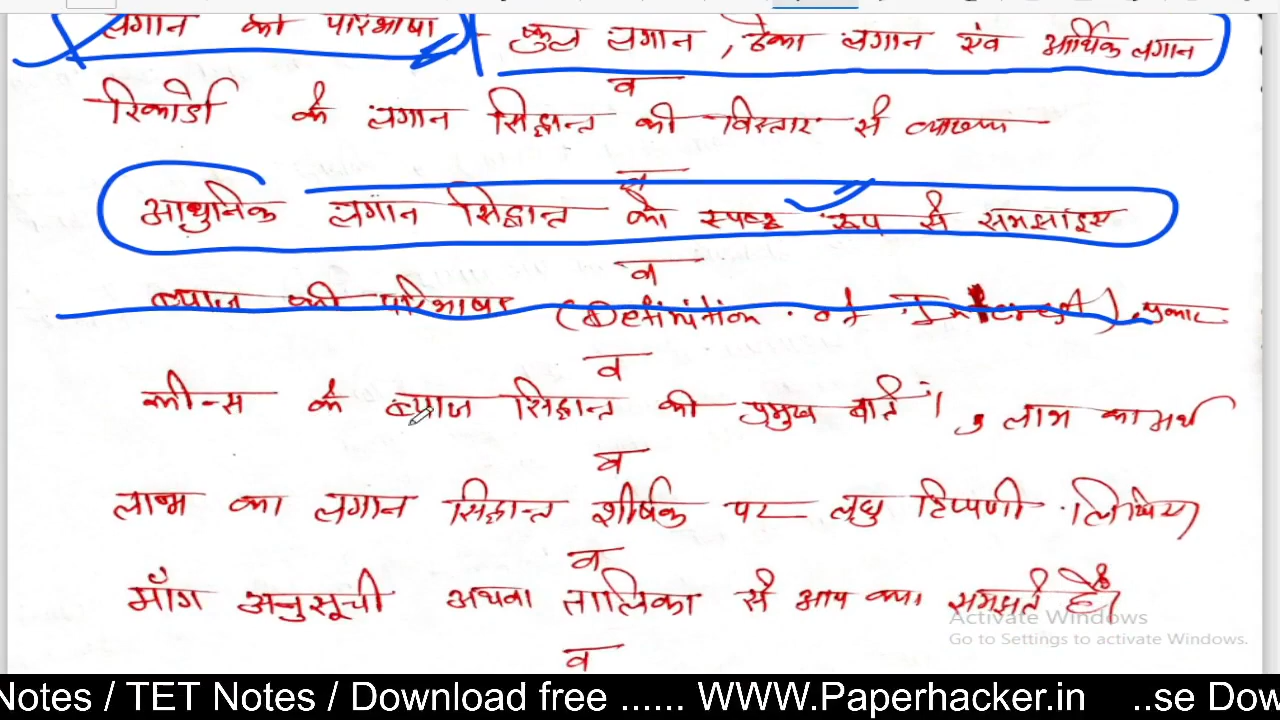 लगान की परिभाषा - कुल लगान, ठेका लगान एंव आर्थिक लगान
व
रिकार्डो के लगान सिद्धान्त की विस्तार से व्याख्या
व
आधुनिक लगान सिद्धान्त को स्पष्ट रूप से समझांइए
व
ब्याज की परिभाषा (Definition of Interest) प्रकार
व
कीन्स के ब्याज सिद्धान्त की प्रमुख बातें। , लाभ का अर्थ
व
लाभ का लगान सिद्धान्त शीर्षक पर लघु टिप्पणी लिखिए
व
माँग अनुसूची अथवा तालिका से आप क्या समझते है।
व
Activate Windows
Go to Settings to activate Windows.
Notes / TET Notes / Download free ...... WWW.Paperhacker.in ..se Dow